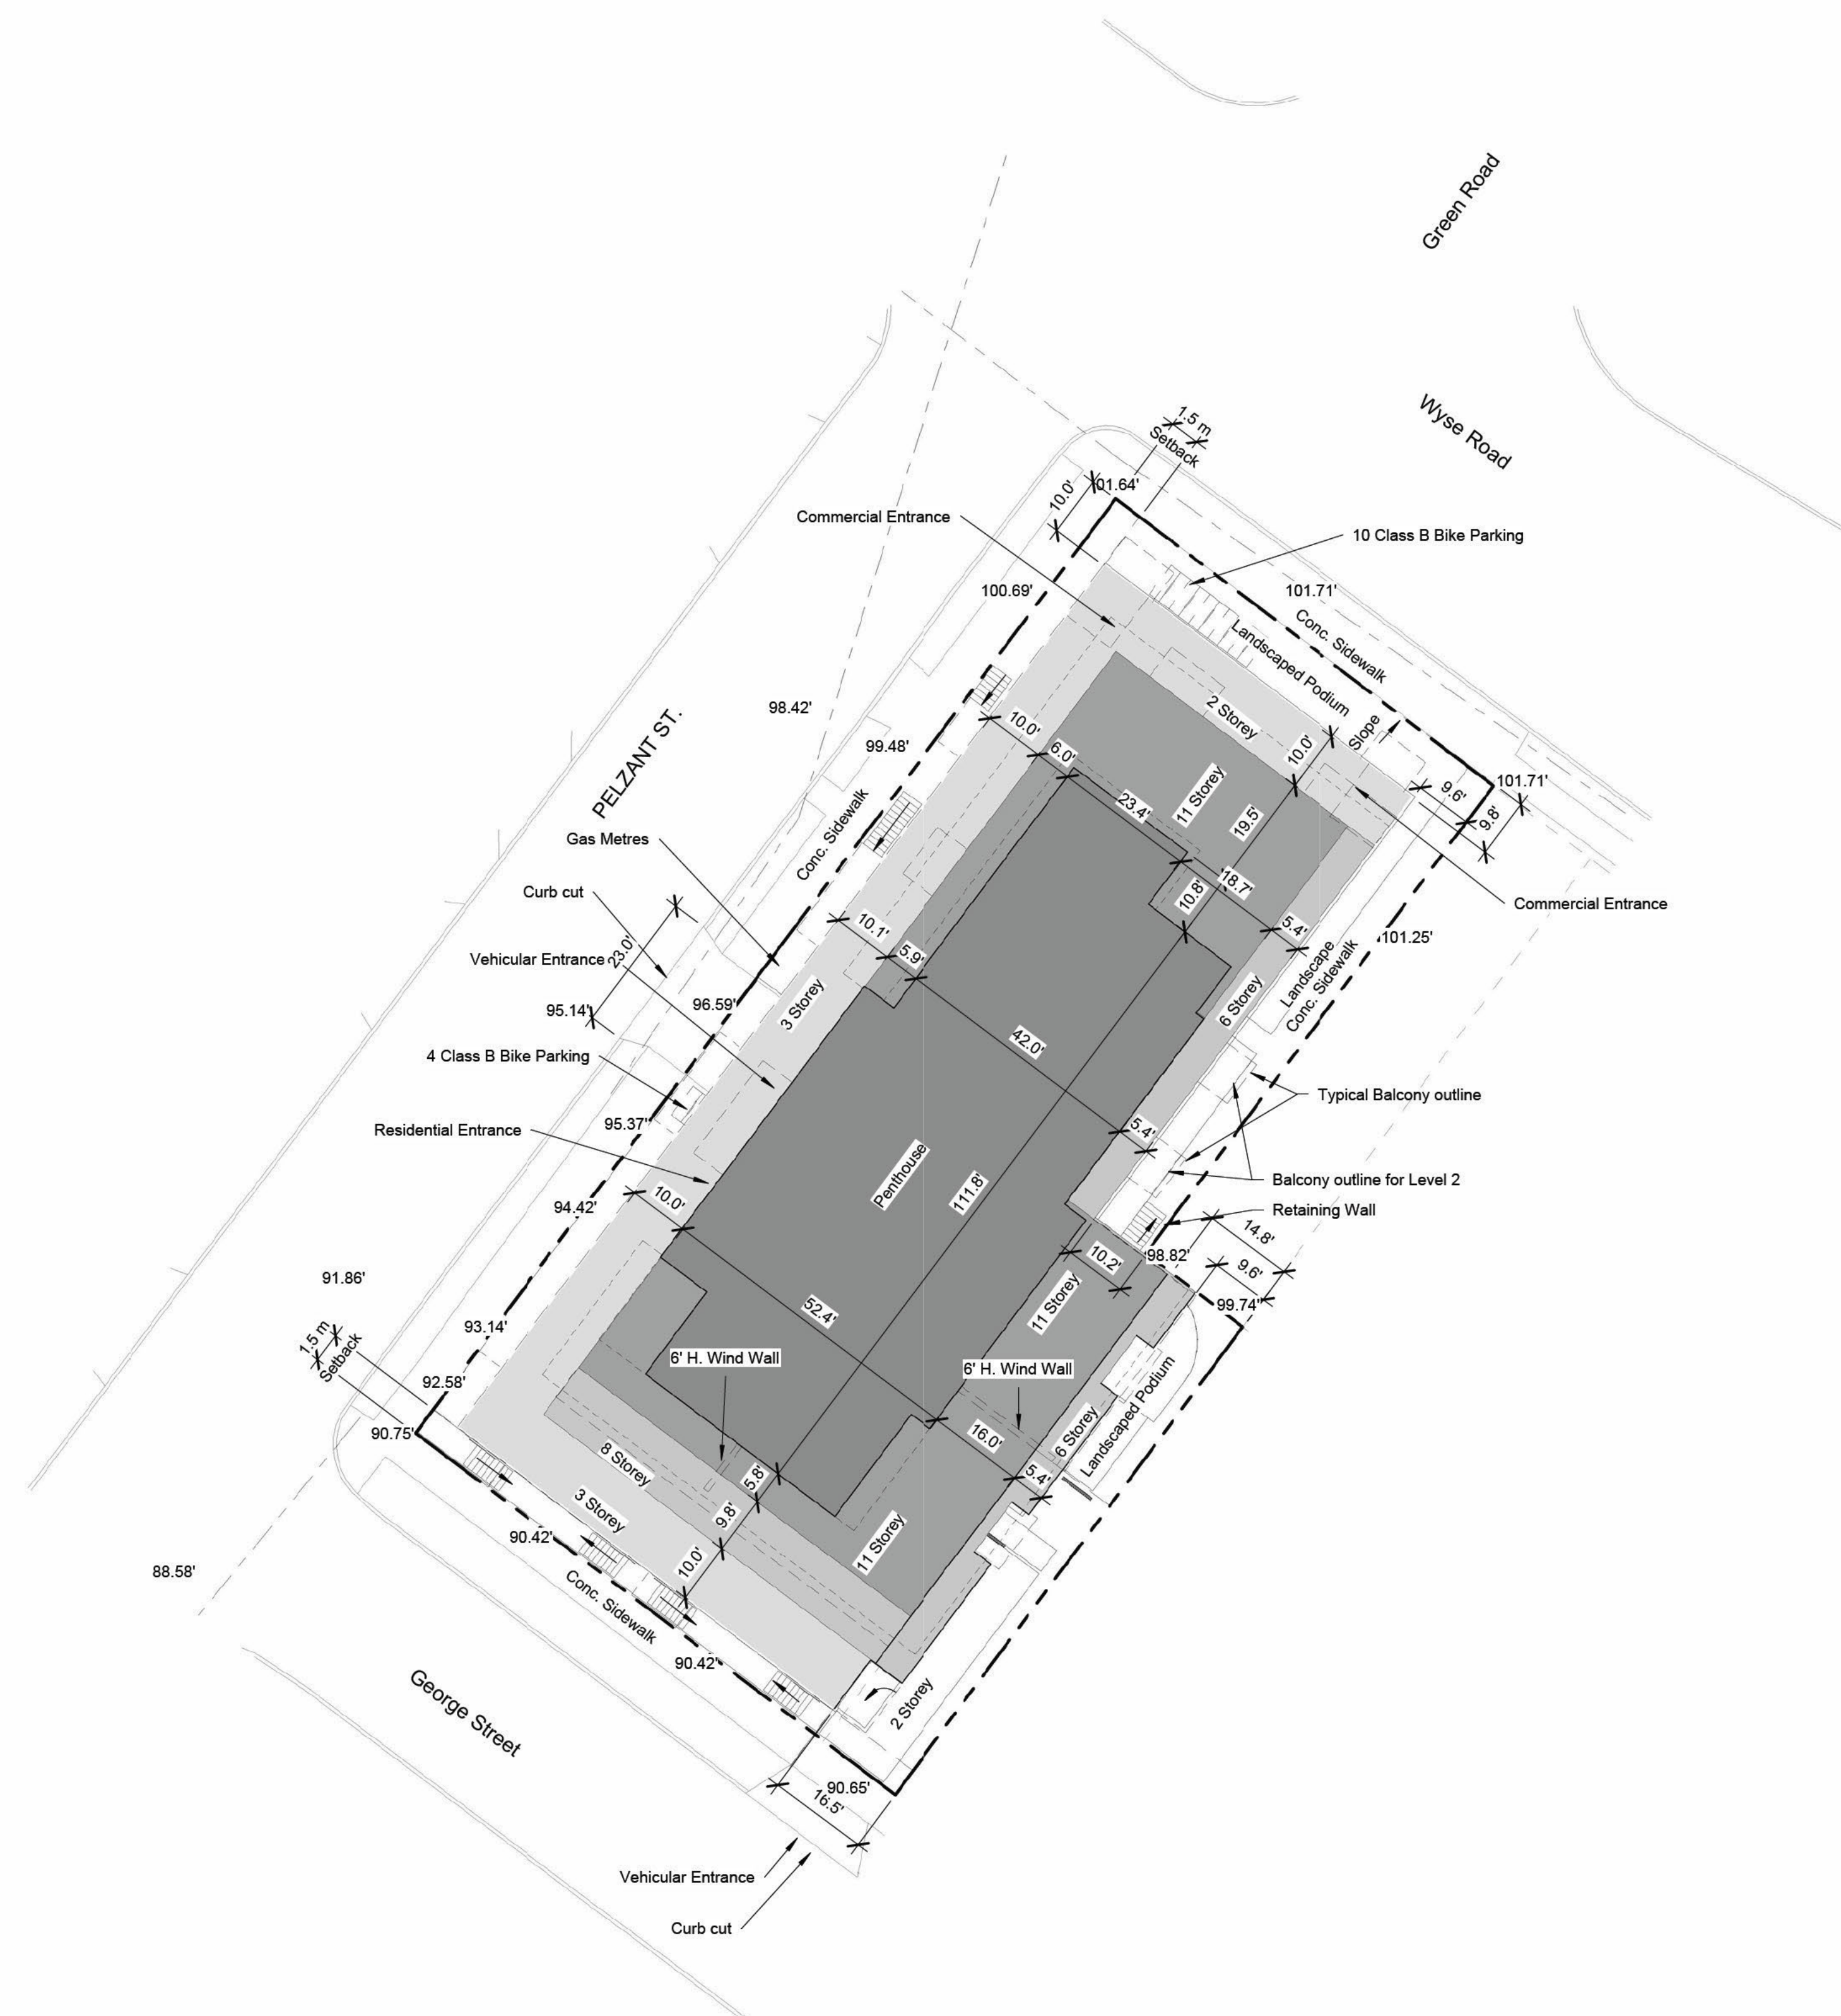 Green Road
Wyse Road
1.5 m
Setback
10.0'
01.64'
Commercial Entrance
10 Class B Bike Parking
100.69'
101.71'
Conc. Sidewalk
Landscaped Podium
98.42'
PELZANT ST.
99.48'
2 Storey
Slope
10.0'
10.0'
6.0'
11 Storey
101.71'
9.6'
9.8'
23.4'
19.5'
Conc. Sidewalk
Gas Metres
Curb cut
18.7'
10.8'
Commercial Entrance
10.1'
5.9'
5.4'
101.25'
23.0'
Vehicular Entrance
Landscape
Conc. Sidewalk
3 Storey
6 Storey
96.59'
95.14'
42.0'
4 Class B Bike Parking
Typical Balcony outline
95.37'
Residential Entrance
5.4'
Penthouse
111.8'
Balcony outline for Level 2
10.0'
94.42'
Retaining Wall
14.8'
10.2'
98.82'
9.6'
91.86'
11 Storey
99.74'
52.4'
93.14'
1.5 m
Setback
6' H. Wind Wall
6' H. Wind Wall
92.58'
90.75'
Landscaped Podium
6 Storey
16.0'
8 Storey
5.8'
5.4'
3 Storey
9.8'
90.42'
11 Storey
10.0'
88.58'
Conc. Sidewalk
90.42'
George Street
2 Storey
90.65'
16.5'
Vehicular Entrance
Curb cut